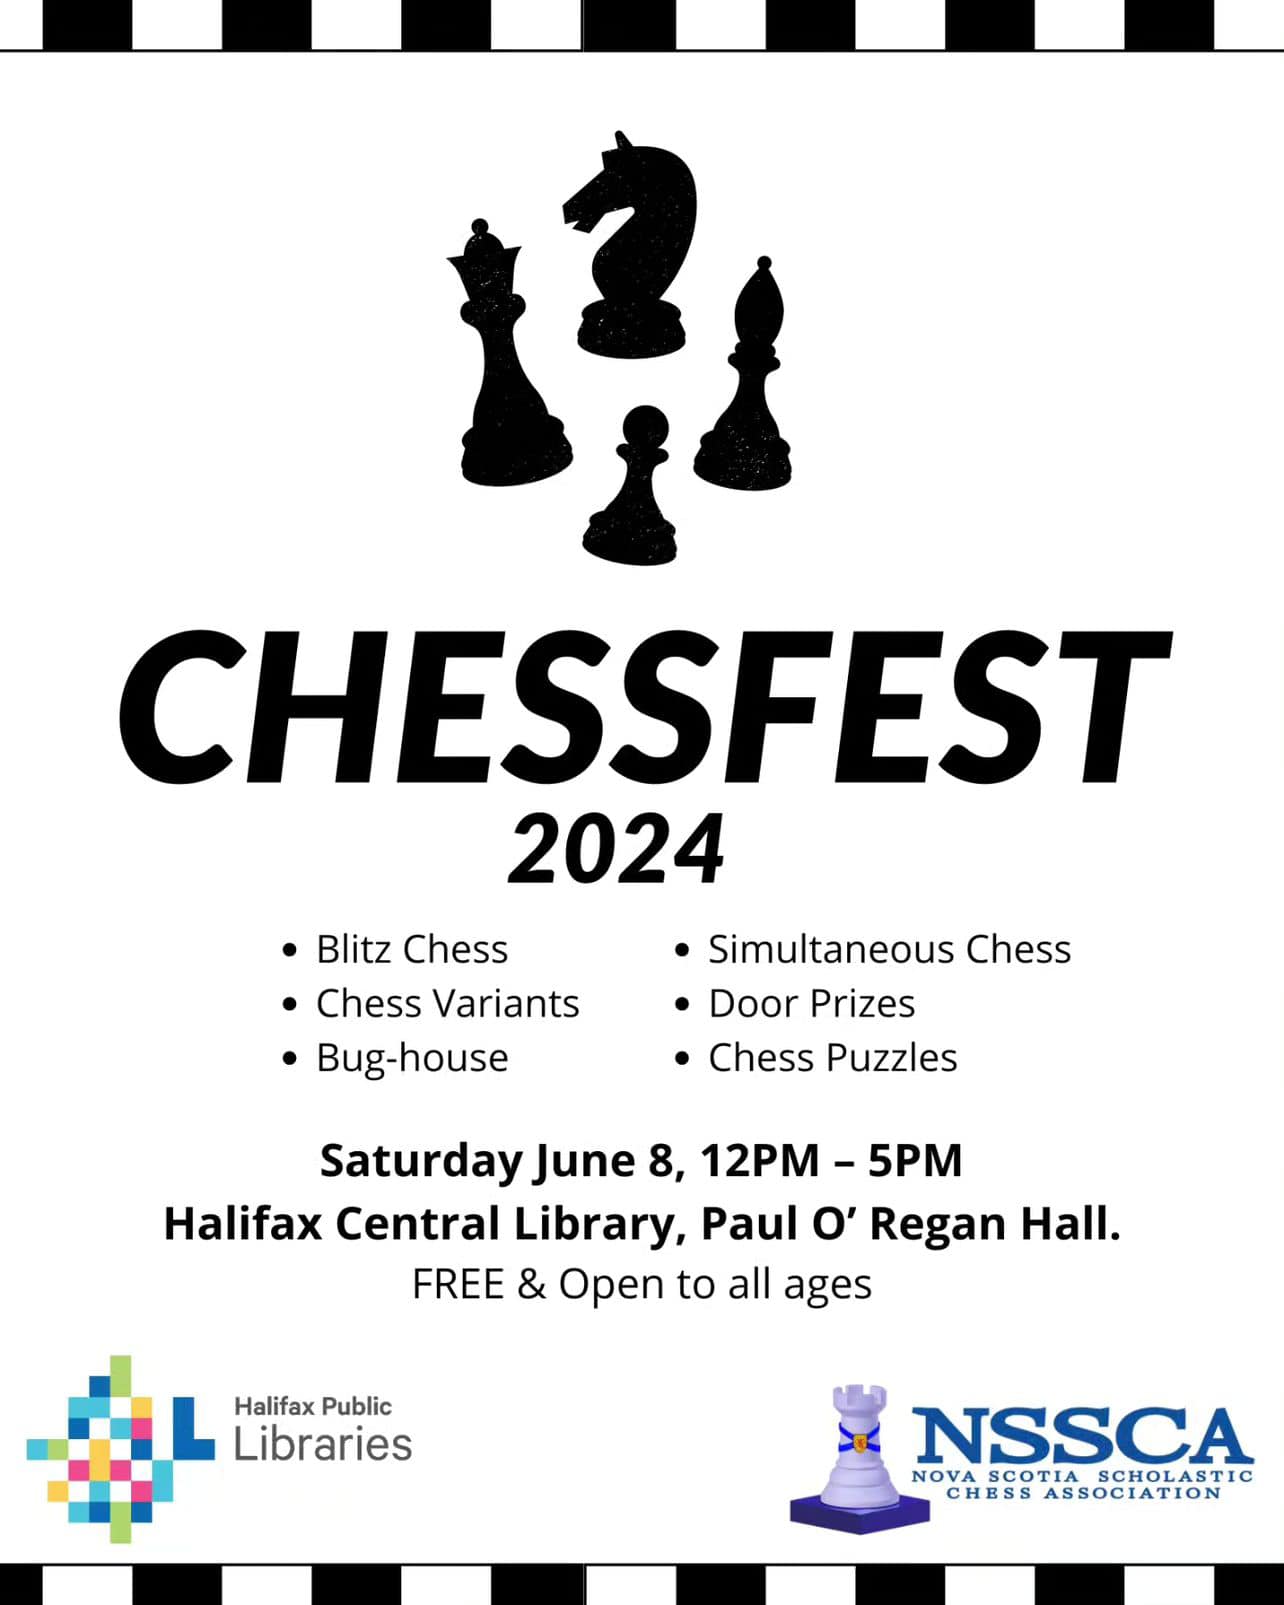 CHESSFEST
2024
• Blitz Chess
• Chess Variants
• Bug-house
• Simultaneous Chess
• Door Prizes
• Chess Puzzles
Saturday June 8, 12PM – 5PM
Halifax Central Library, Paul O’ Regan Hall.
FREE & Open to all ages
Halifax Public
Libraries
NSSCA
NOVA SCOTIA SCHOLASTIC
CHESS ASSOCIATION